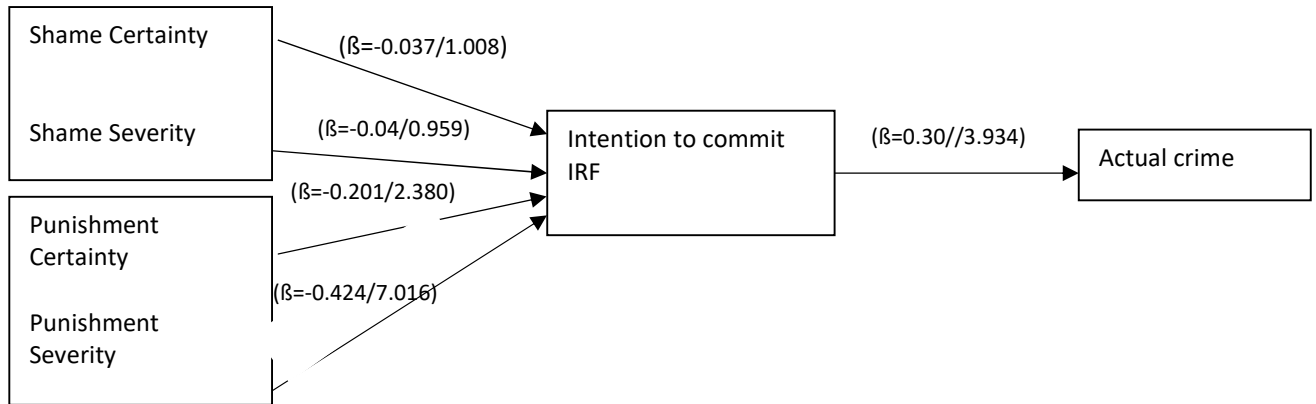 Shame Certainty
(ß=-0.037/1.008)
Shame Severity
(ß=-0.04/0.959)
Intention to commit
IRF
(ß=0.30//3.934)
Actual crime
(ß=-0.201/2.380)
Punishment
Certainty
(ß=-0.424/7.016)
Punishment
Severity